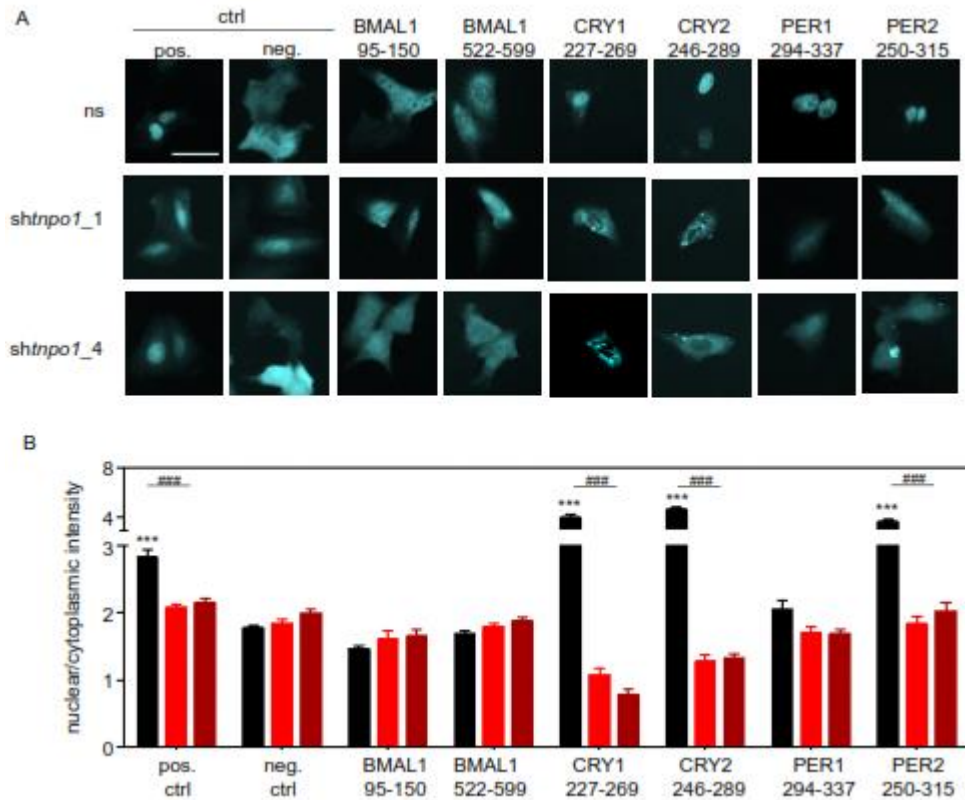 A
ctrl
pos. neg. BMAL1 95-150 BMAL1 522-599 CRY1 227-269 CRY2 246-289 PER1 294-337 PER2 250-315
ns
shtnpo1_1
shtnpo1_4
B
nuclear/cytoplasmic intensity
8
4
3
2
1
0
*** ###
*** ###
*** ###
*** ###
pos. neg. BMAL1 BMAL1 CRY1 CRY2 PER1 PER2
ctrl ctrl 95-150 522-599 227-269 246-289 294-337 250-315